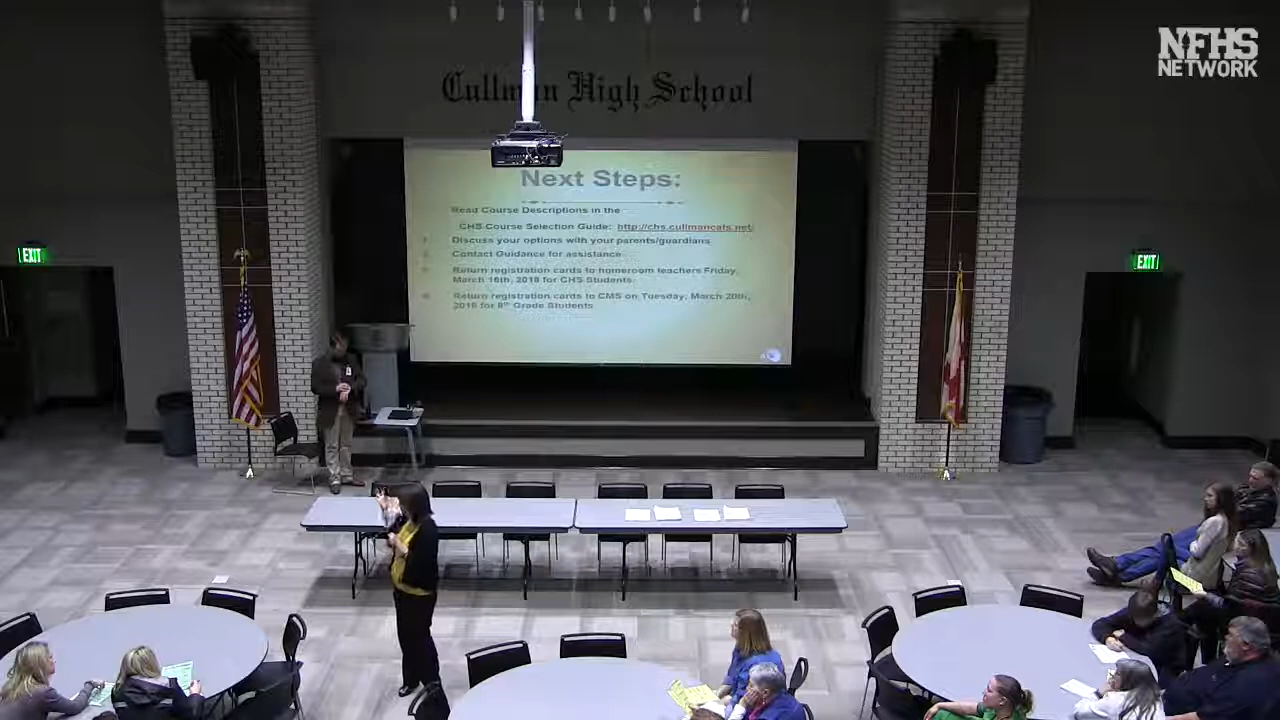 NFHS
NETWORK
Cullman High School
Next Steps:
Read Course Descriptions in the
CHS Course Selection Guide: http://chs.cullmancats.net
Discuss your options with your parents/guardians
Contact Guidance for assistance
Return registration cards to homeroom teachers Friday,
March 16th, 2018 for CHS Students
Return registration cards to CMS on Tuesday, March 20th,
2018 for 8th Grade Students
EXIT
EXIT